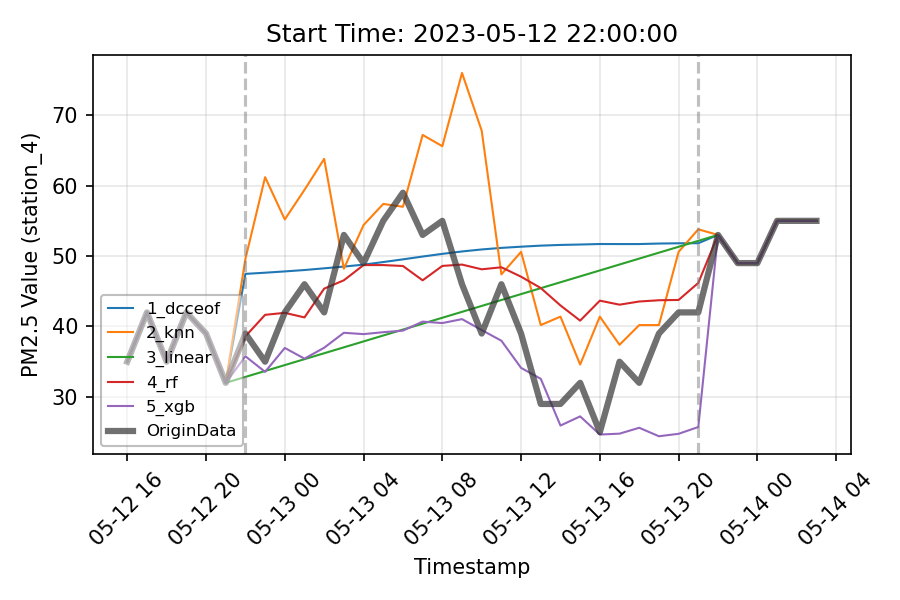 Start Time: 2023-05-12 22:00:00
PM2.5 Value (station_4)
70
60
50
40
30
1_dcceof
2_knn
3_linear
4_rf
5_xgb
OriginData
05-12 16
05-12 20
05-13 00
05-13 04
05-13 08
05-13 12
05-13 16
05-13 20
05-14 00
05-14 04
Timestamp